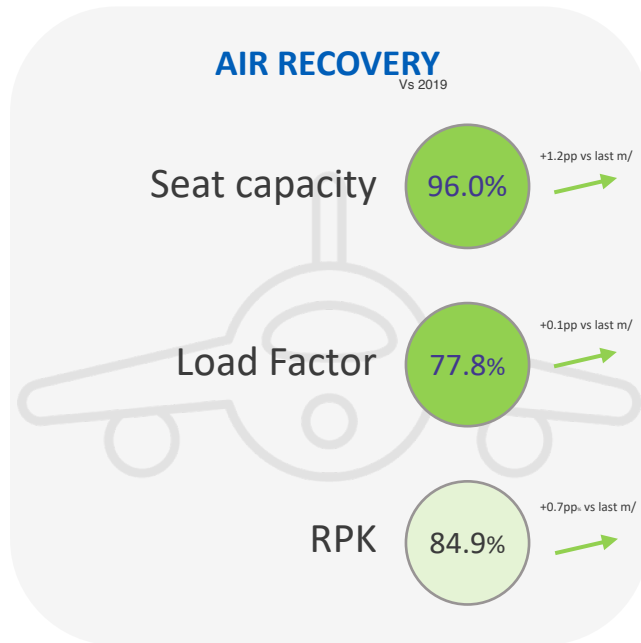 AIR RECOVERY
Vs 2019
Seat capacity
96.0%
+1.2pp vs last m/
Load Factor
77.8%
+0.1pp vs last m/
RPK
84.9%
+0.7pp% vs last m/